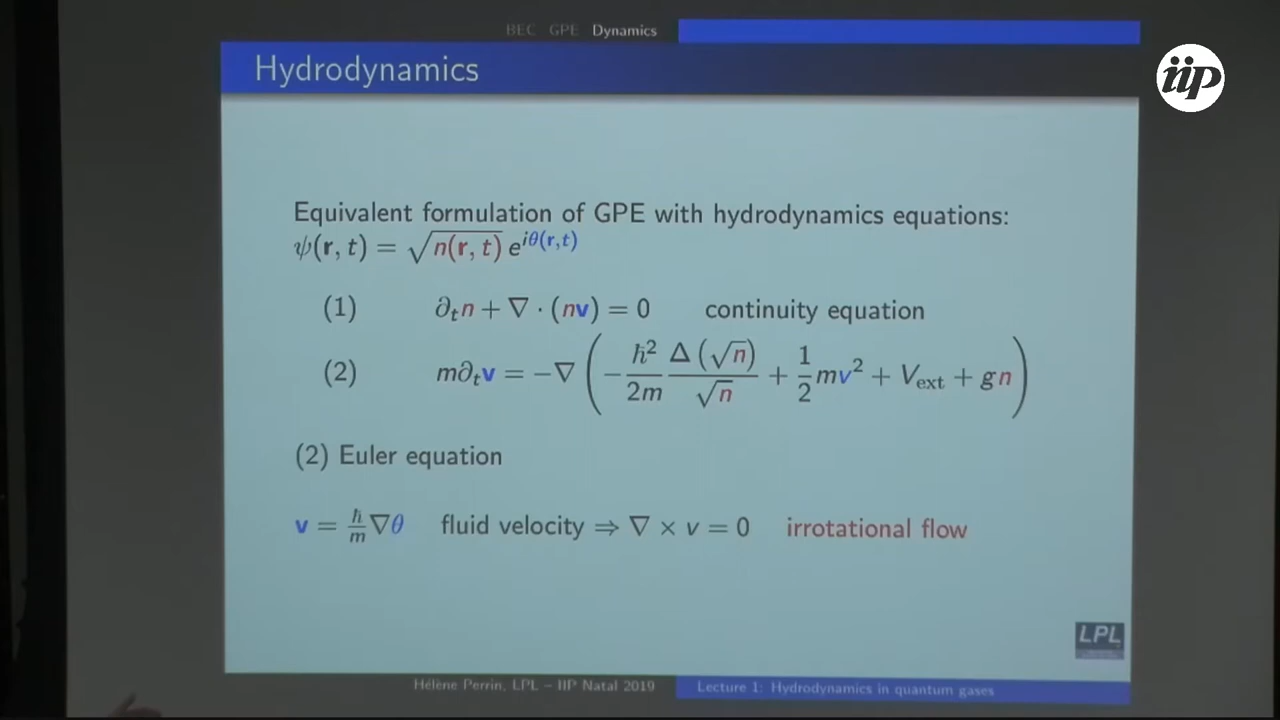 BEC GPE Dynamics
iip
Hydrodynamics
Equivalent formulation of GPE with hydrodynamics equations:
ψ(r, t) = √n(r, t) e^{iθ(r,t)}
(1) ∂ₜn + ∇ · (nv) = 0 continuity equation
(2) m∂ₜv = −∇ ( − ħ²/2m Δ(√n)/√n + 1/2 mv² + V_ext + gn )
(2) Euler equation
v = ħ/m ∇θ fluid velocity ⇒ ∇ × v = 0 irrotational flow
LPL
Hélène Perrin, LPL – IIP Natal 2019 Lecture 1: Hydrodynamics in quantum gases